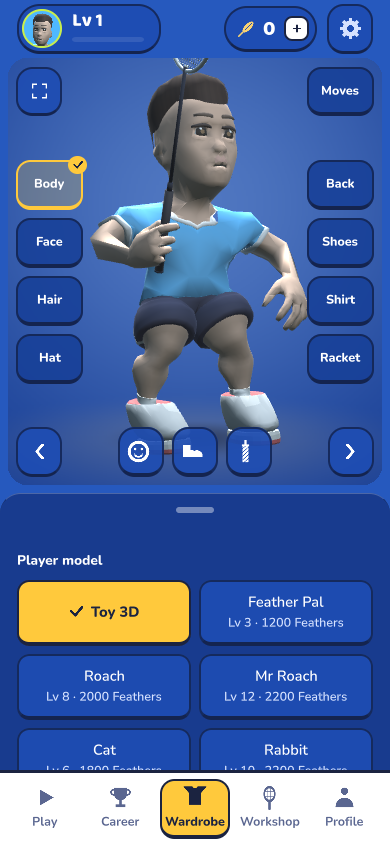 Lv 1
0
+
Moves
Body
Back
Face
Shoes
Hair
Shirt
Hat
Racket
Player model
Toy 3D
Feather Pal
Lv 3 · 1200 Feathers
Roach
Lv 8 · 2000 Feathers
Mr Roach
Lv 12 · 2200 Feathers
Cat
Rabbit
Play
Career
Wardrobe
Workshop
Profile